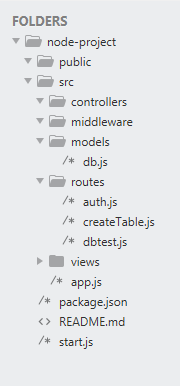 FOLDERS
node-project
public
src
controllers
middleware
models
/* db.js
routes
/* auth.js
/* createTable.js
/* dbtest.js
views
/* app.js
/* package.json
<> README.md
/* start.js